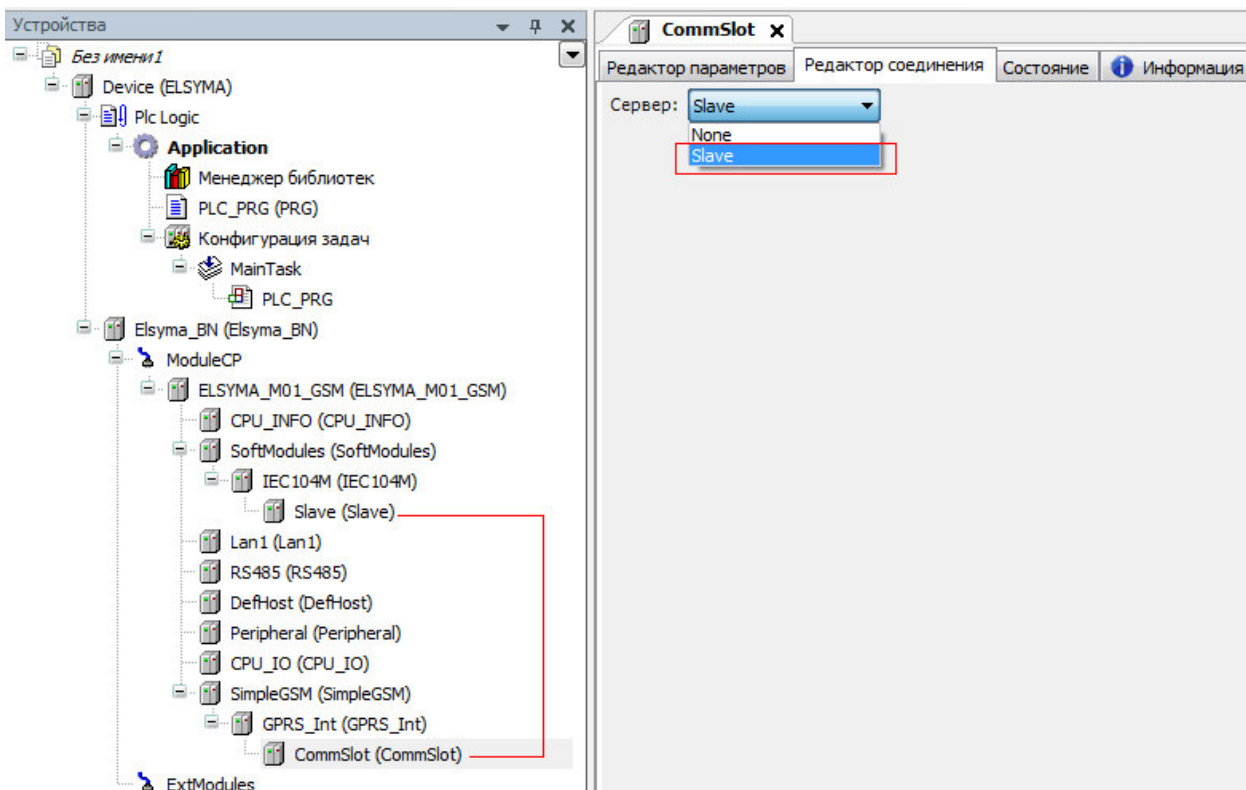 Устройства
Без имени1
Device (ELSYMA)
Plc Logic
Application
Менеджер библиотек
PLC_PRG (PRG)
Конфигурация задач
MainTask
PLC_PRG
Elsyma_BN (Elsyma_BN)
ModuleCP
ELSYMA_M01_GSM (ELSYMA_M01_GSM)
CPU_INFO (CPU_INFO)
SoftModules (SoftModules)
IEC104M (IEC104M)
Slave (Slave)
Lan1 (Lan1)
RS485 (RS485)
DefHost (DefHost)
Peripheral (Peripheral)
CPU_IO (CPU_IO)
SimpleGSM (SimpleGSM)
GPRS_Int (GPRS_Int)
CommSlot (CommSlot)
ExtModules
CommSlot
Редактор параметров Редактор соединения Состояние Информация
Сервер: Slave
None
Slave